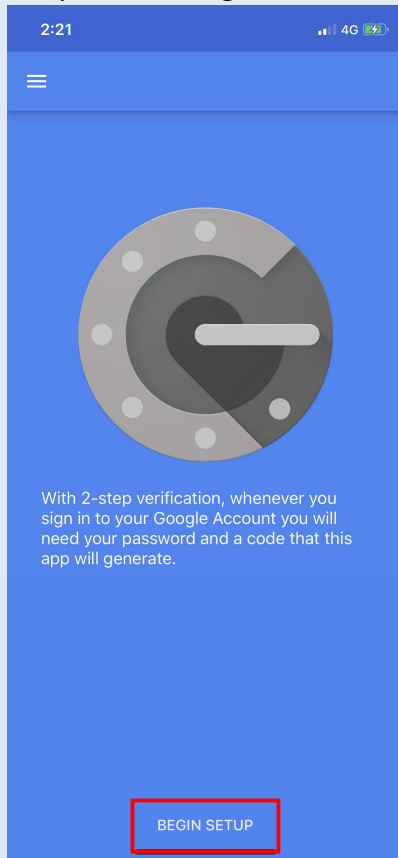 2:21
4G
With 2-step verification, whenever you
sign in to your Google Account you will
need your password and a code that this
app will generate.
BEGIN SETUP